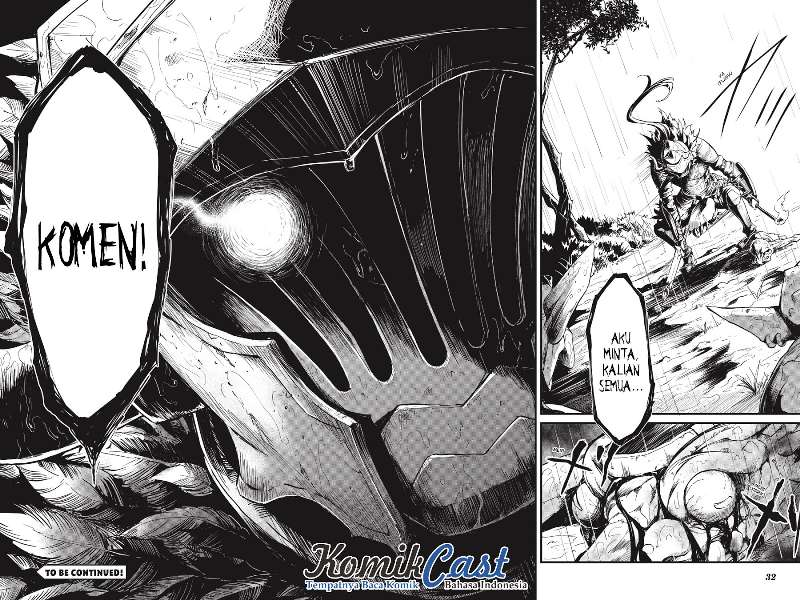 AKU
MINTA,
KALIAN
SEMUA...
KOMEN!
TO BE CONTINUED!
KomikCast
Tempatnya Baca Komik Bahasa Indonesia
32